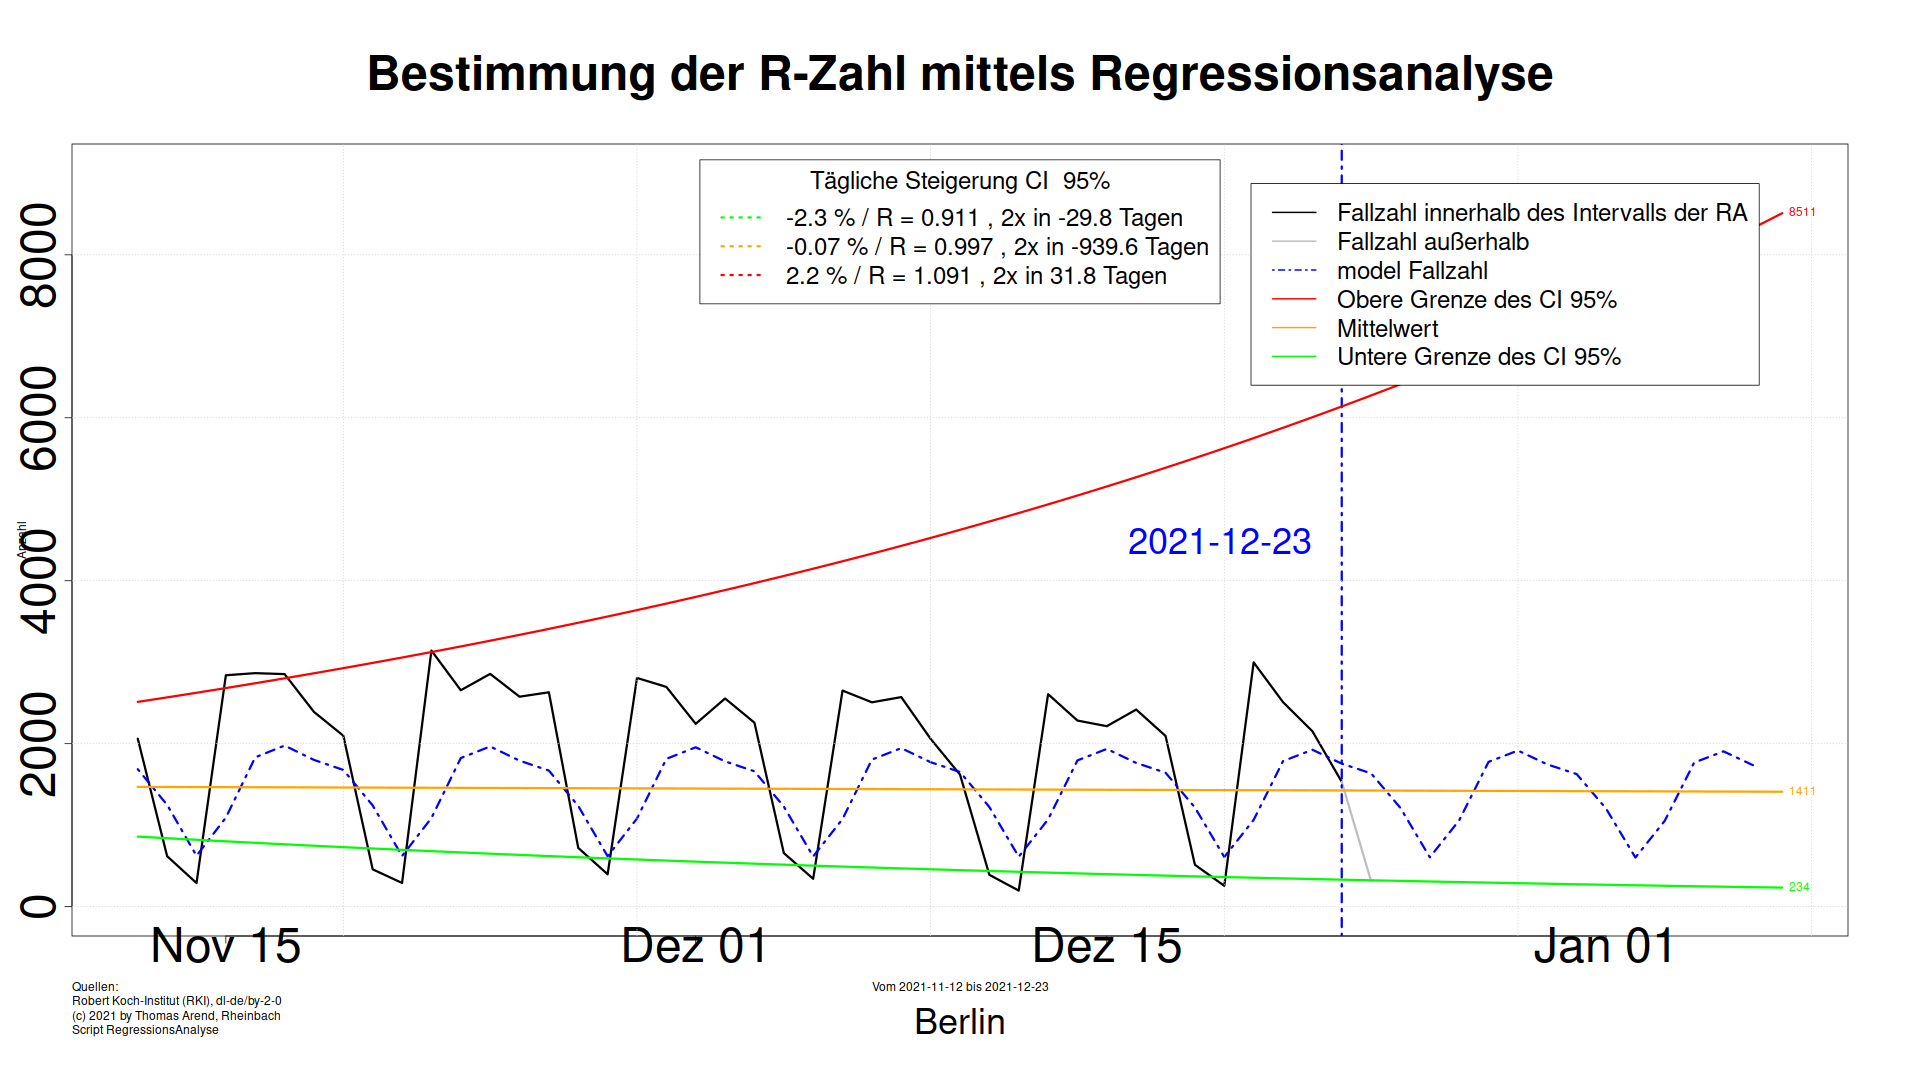 Bestimmung der R-Zahl mittels Regressionsanalyse
Tägliche Steigerung CI  95%
-2.3 % / R = 0.911 , 2x in -29.8 Tagen
-0.07 % / R = 0.997 , 2x in -939.6 Tagen
2.2 % / R = 1.091 , 2x in 31.8 Tagen
Fallzahl innerhalb des Intervalls der RA
Fallzahl außerhalb
model Fallzahl
Obere Grenze des CI 95%
Mittelwert
Untere Grenze des CI 95%
8511
2021-12-23
1411
234
Anzahl
8000
6000
4000
2000
0
Nov 15
Dez 01
Dez 15
Jan 01
Quellen:
Robert Koch-Institut (RKI), dl-de/by-2-0
(c) 2021 by Thomas Arend, Rheinbach
Script RegressionsAnalyse
Vom 2021-11-12 bis 2021-12-23
Berlin